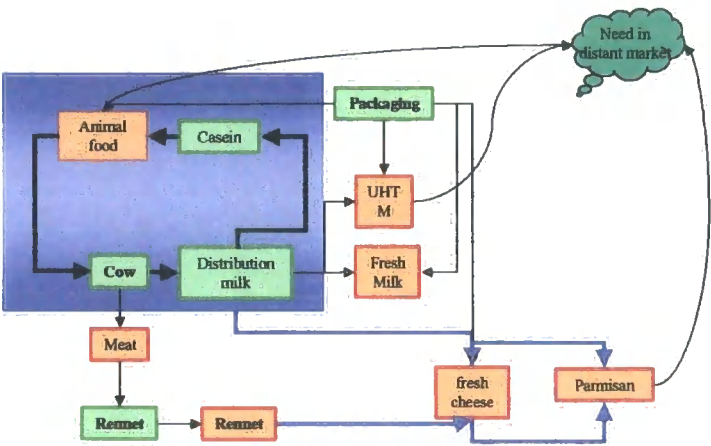 Need in
distant market
Packaging
Animal
food
Casein
UHT
M
Cow
Distribution
milk
Fresh
Milk
Meat
fresh
cheese
Parmisan
Rennet
Rennet